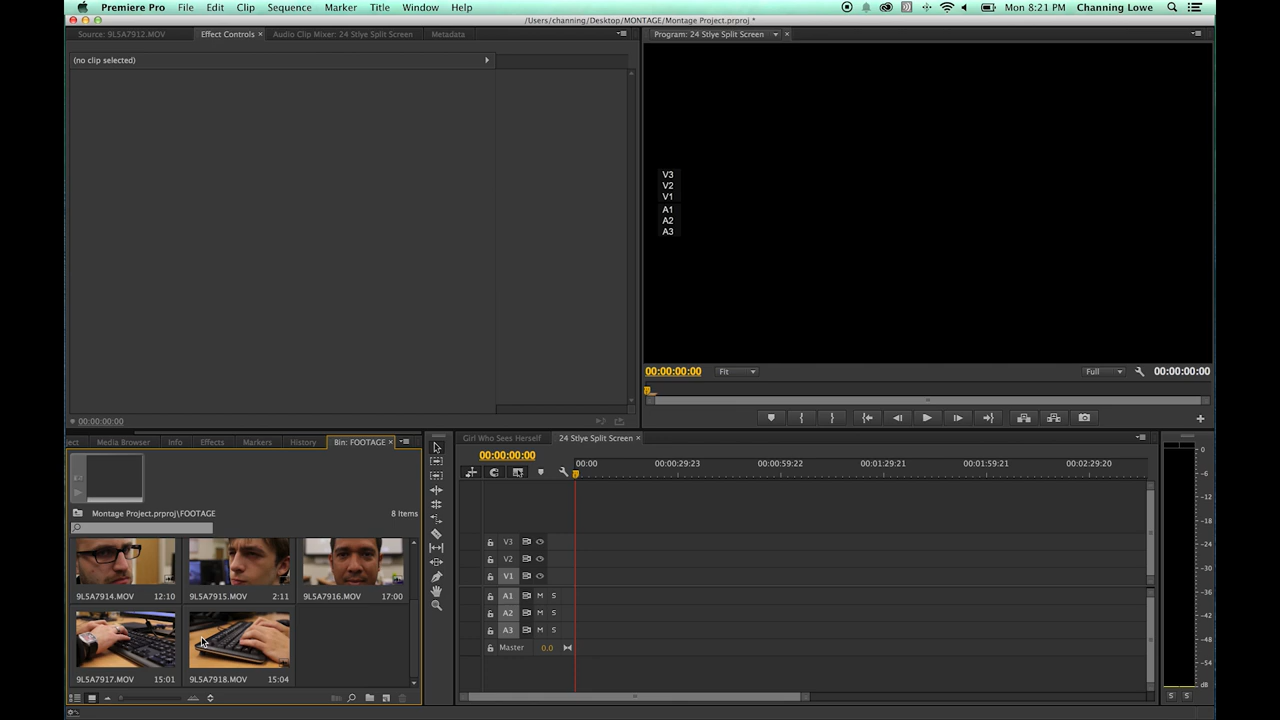 Premiere Pro File Edit Clip Sequence Marker Title Window Help Mon 8:21 PM Channing Lowe
/Users/channing/Desktop/MONTAGE/Montage Project.prproj *
Source: 9L5A7912.MOV Effect Controls × Audio Clip Mixer: 24 Stlye Split Screen Metadata Program: 24 Stlye Split Screen ×
(no clip selected)
V3
V2
V1
A1
A2
A3
00:00:00:00 Fit Full 00:00:00:00
00:00:00:00
ct Media Browser Info Effects Markers History Bin: FOOTAGE × Girl Who Sees Herself 24 Stlye Split Screen ×
00:00:00:00
00:00 00:00:29:23 00:00:59:22 00:01:29:21 00:01:59:21 00:02:29:20
Montage Project.prproj\FOOTAGE 8 Items
9L5A7914.MOV 12:10 9L5A7915.MOV 2:11 9L5A7916.MOV 17:00
9L5A7917.MOV 15:01 9L5A7918.MOV 15:04
V3
V2
V1
A1 M S
A2 M S
A3 M S
Master 0.0
0
-6
-12
-18
-24
-30
-36
-42
-48
-54
dB
S S